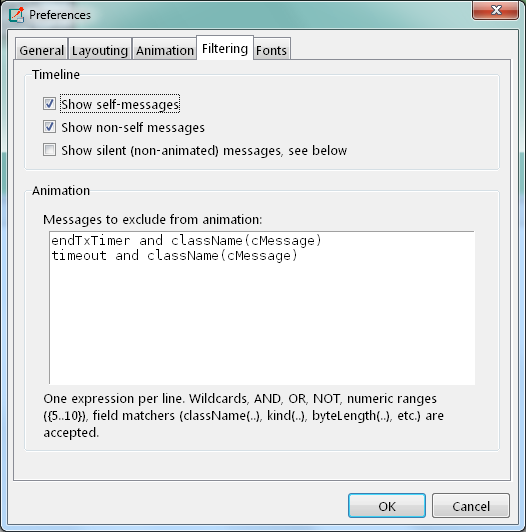 Preferences
General Layouting Animation Filtering Fonts
Timeline
Show self-messages
Show non-self messages
Show silent (non-animated) messages, see below
Animation
Messages to exclude from animation:
endTxTimer and className(cMessage)
timeout and className(cMessage)
One expression per line. Wildcards, AND, OR, NOT, numeric ranges
({5..10}), field matchers (className(..), kind(..), byteLength(..), etc.) are
accepted.
OK Cancel